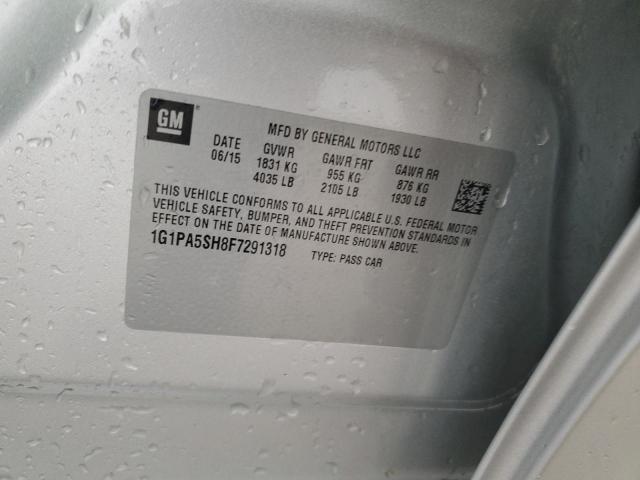 GM ®
MFD BY GENERAL MOTORS LLC
DATE GVWR GAWR FRT GAWR RR
06/15 1831 KG 955 KG 876 KG
4035 LB 2105 LB 1930 LB
THIS VEHICLE CONFORMS TO ALL APPLICABLE U.S. FEDERAL MOTOR
VEHICLE SAFETY, BUMPER, AND THEFT PREVENTION STANDARDS IN
EFFECT ON THE DATE OF MANUFACTURE SHOWN ABOVE.
1G1PA5SH8F7291318 TYPE: PASS CAR